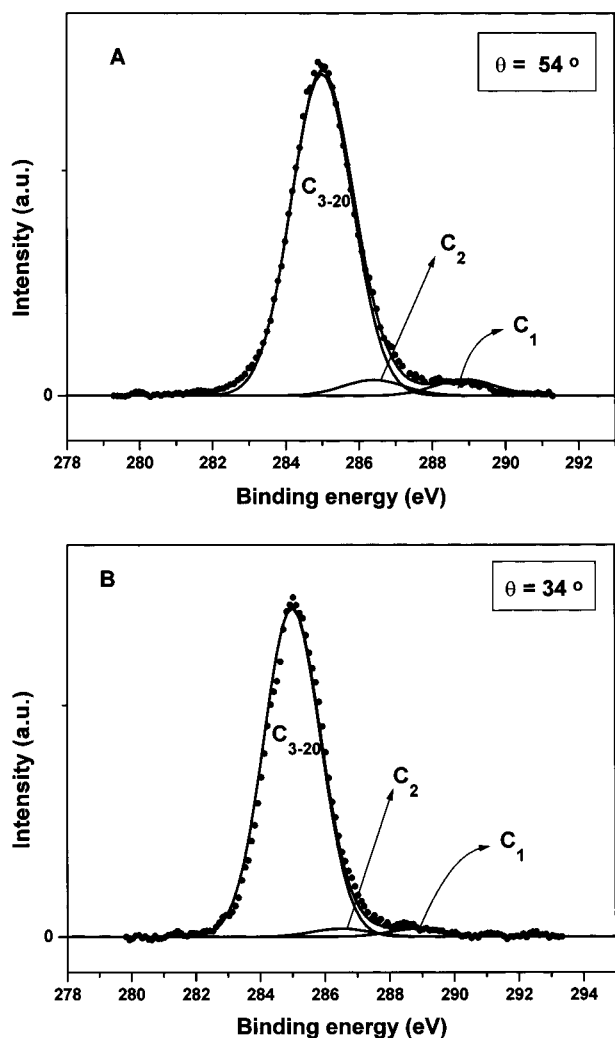 A
θ = 54 °
C3-20
C2
C1
Intensity (a.u.)
0
278 280 282 284 286 288 290 292
Binding energy (eV)
B
θ = 34 °
C3-20
C2
C1
Intensity (a.u.)
0
278 280 282 284 286 288 290 292 294
Binding energy (eV)